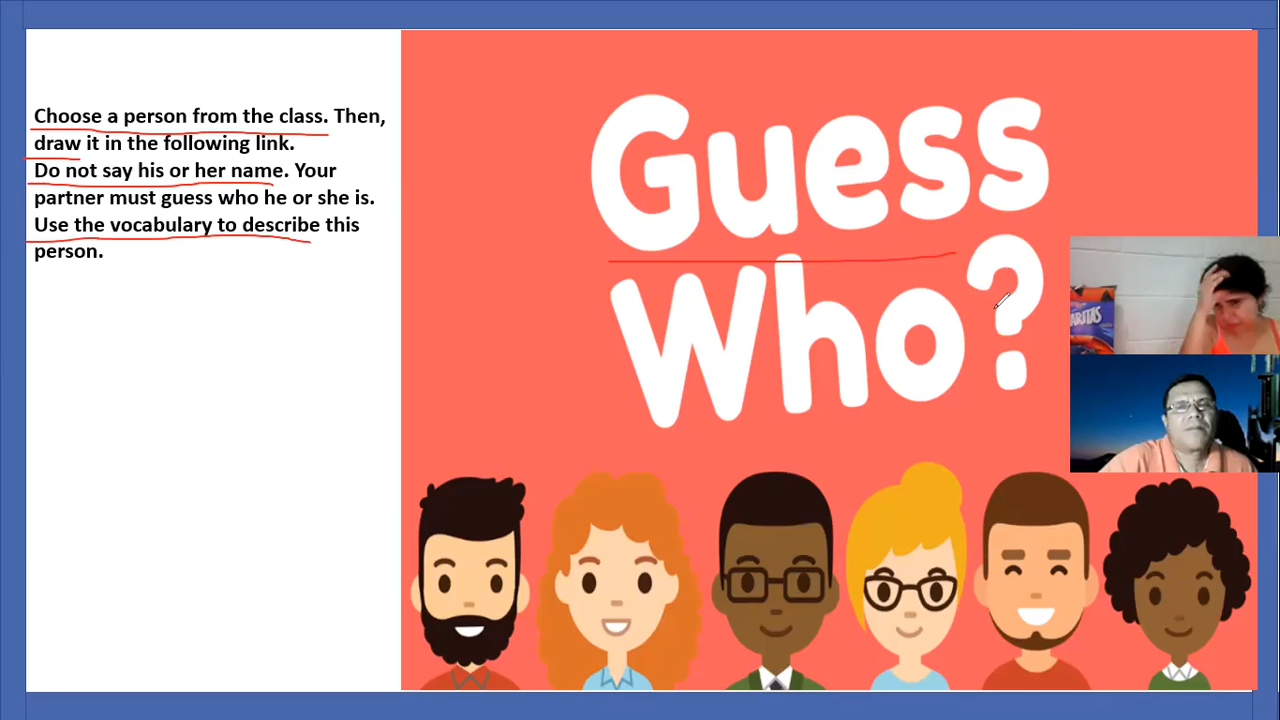 Choose a person from the class. Then,
draw it in the following link.
Do not say his or her name. Your
partner must guess who he or she is.
Use the vocabulary to describe this
person.
Guess
Who?